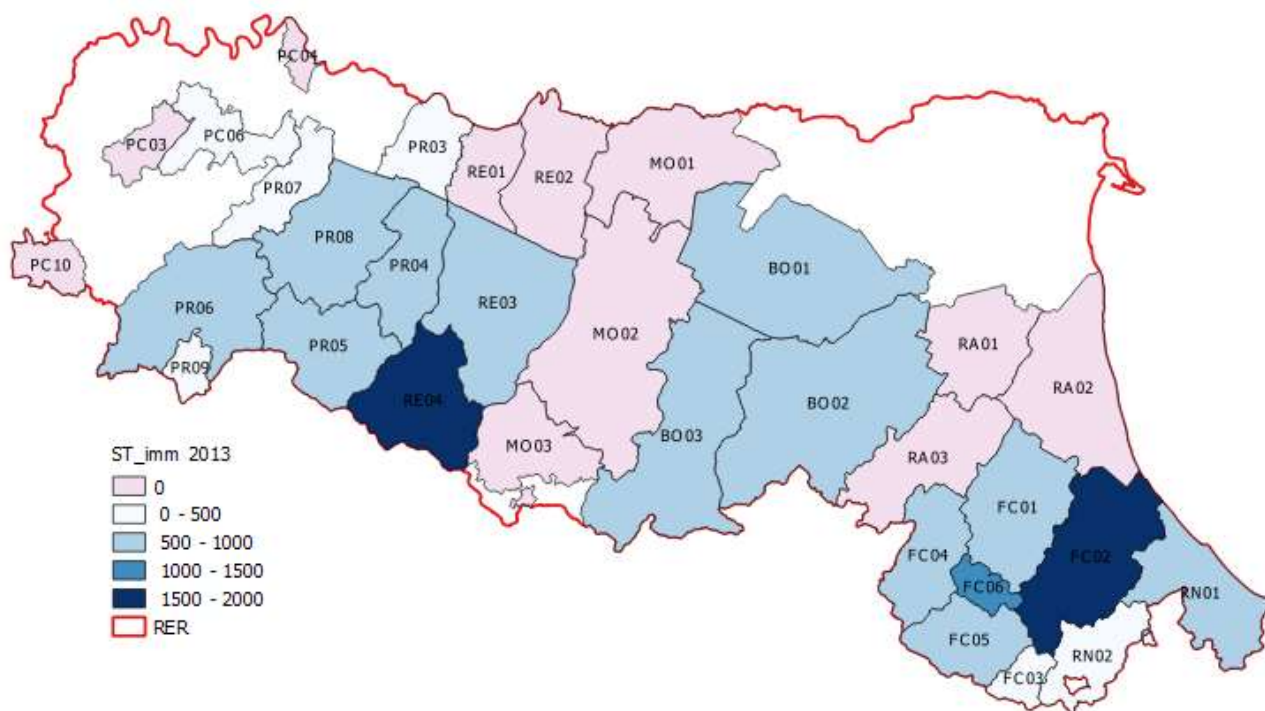 PC04
PC03
PC06
PR03
RE01
RE02
MO01
PR07
PC10
PR08
PR04
BO01
PR06
RE03
PR05
MO02
RA01
PR09
RA02
RE04
BO02
BO03
MO03
RA03
ST_imm 2013
0
0 - 500
500 - 1000
1000 - 1500
1500 - 2000
RER
FC01
FC04
FC02
FC06
RN01
FC05
RN02
FC03